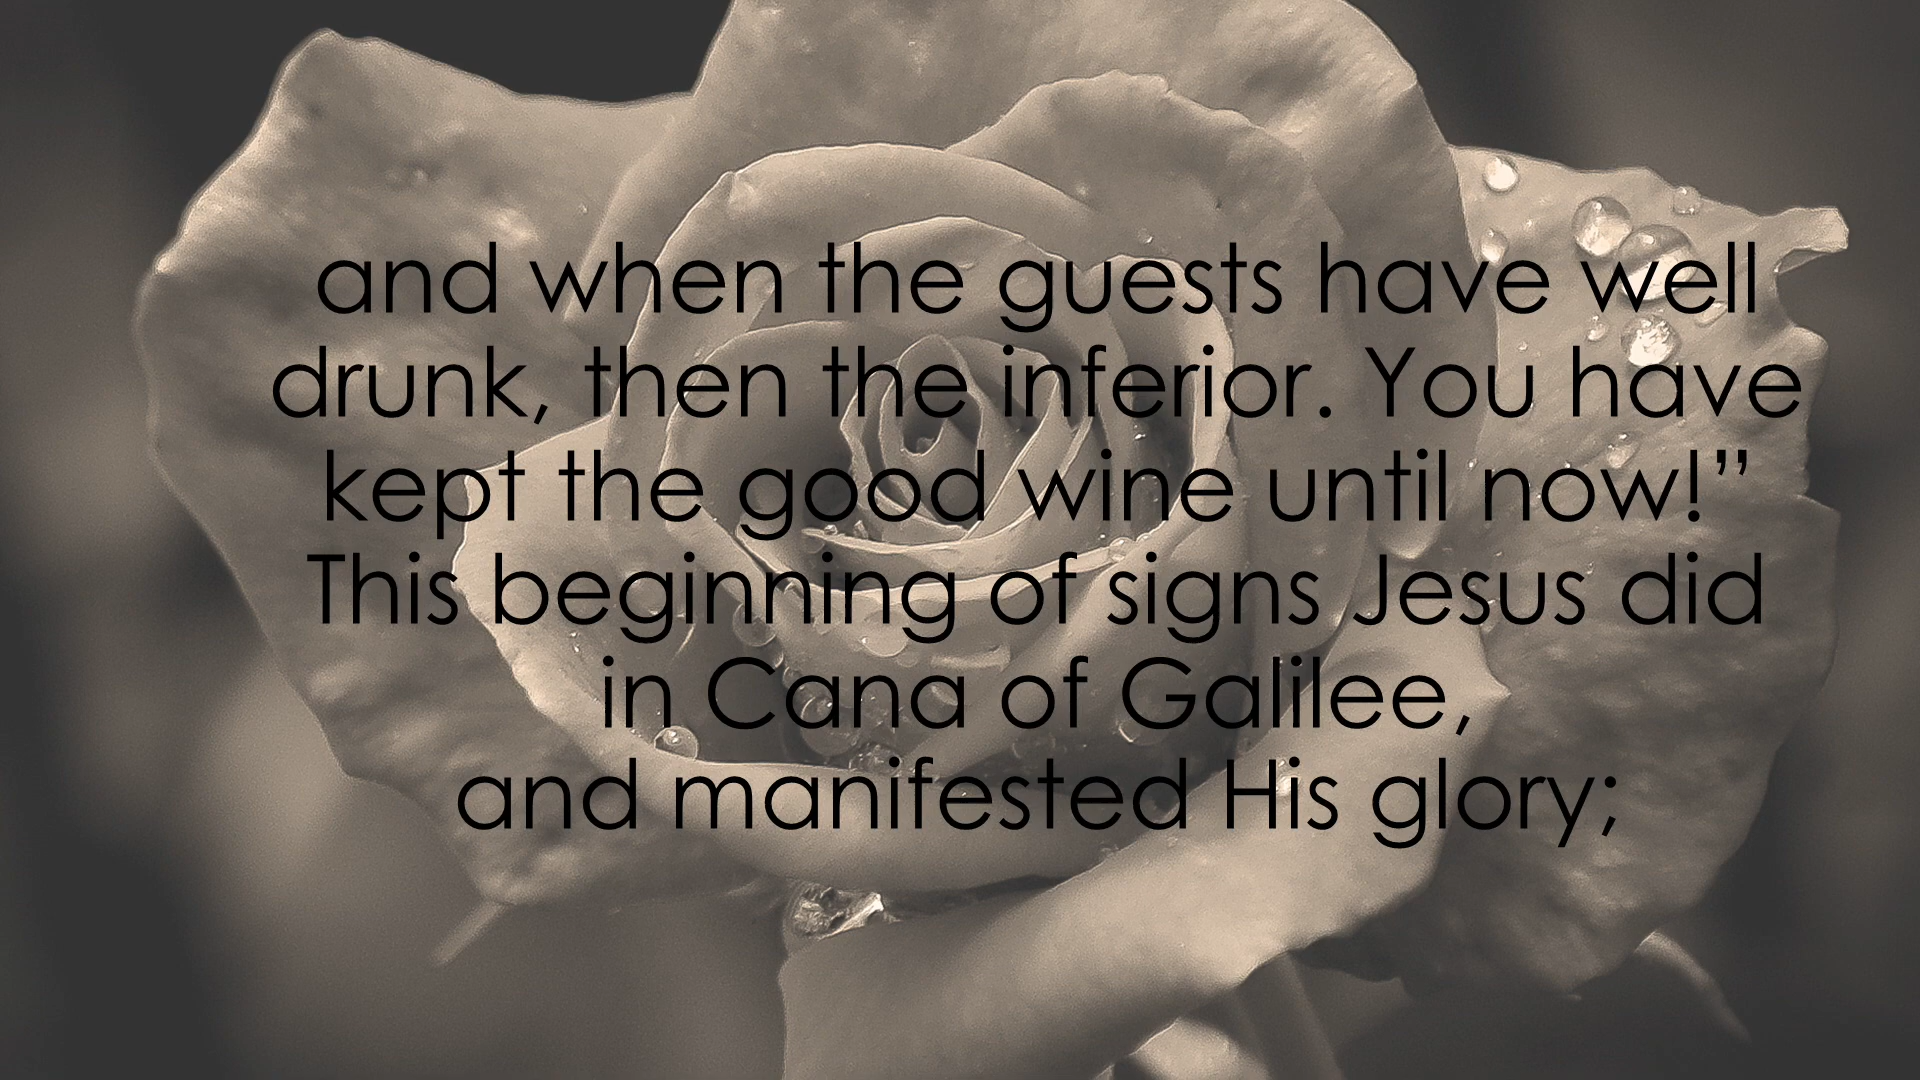 and when the guests have well
drunk, then the inferior. You have
kept the good wine until now!”
This beginning of signs Jesus did
in Cana of Galilee,
and manifested His glory;